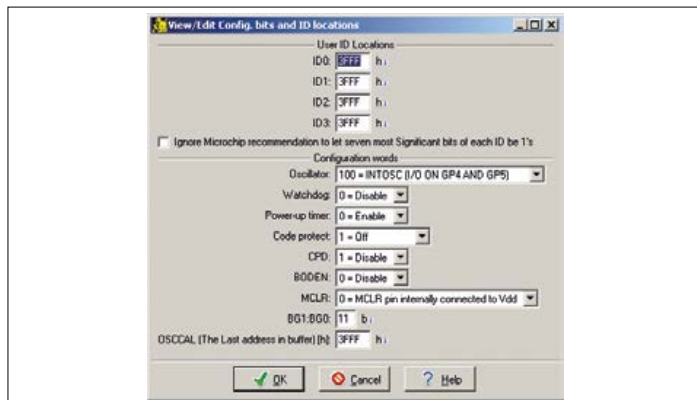 View/Edit Config. bits and ID locations
User ID Locations
ID0: 3FFF h
ID1: 3FFF h
ID2: 3FFF h
ID3: 3FFF h
Ignore Microchip recommendation to let seven most Significant bits of each ID be 1's
Configuration words
Oscillator: 100 = INTOSC (I/O ON GP4 AND GP5)
Watchdog: 0 = Disable
Power-up timer: 0 = Enable
Code protect: 1 = Off
CPD: 1 = Disable
BODEN: 0 = Disable
MCLR: 0 = MCLR pin internally connected to Vdd
BG1:BG0: 11 b
OSCCAL (The Last address in buffer) [h]: 3FFF h
OK Cancel ? Help